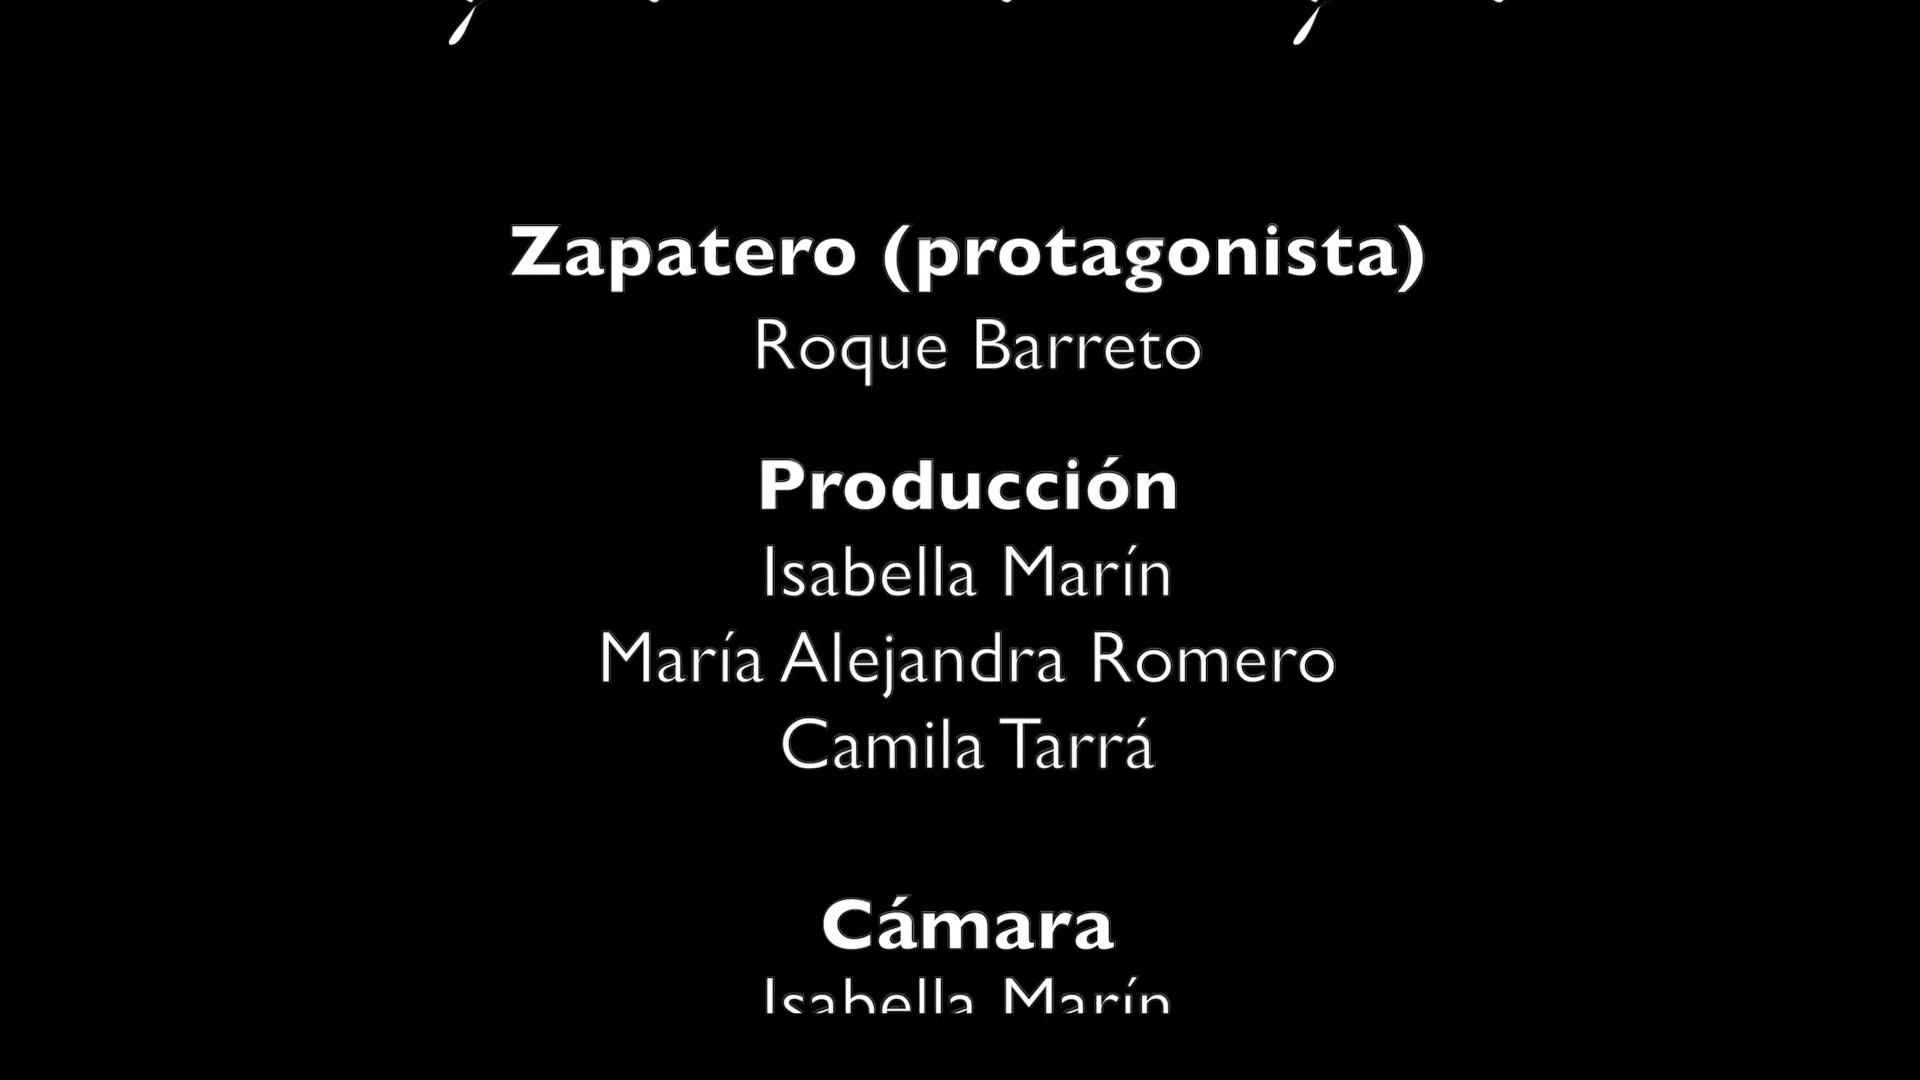 Zapatero (protagonista)
Roque Barreto
Producción
Isabella Marín
María Alejandra Romero
Camila Tarrá
Cámara
Isabella Marín